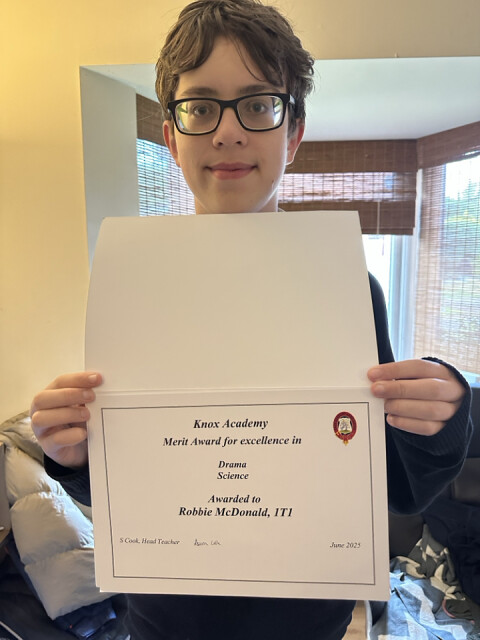 Knox Academy
Merit Award for excellence in
Drama
Science
Awarded to
Robbie McDonald, 1T1
S Cook, Head Teacher
June 2025